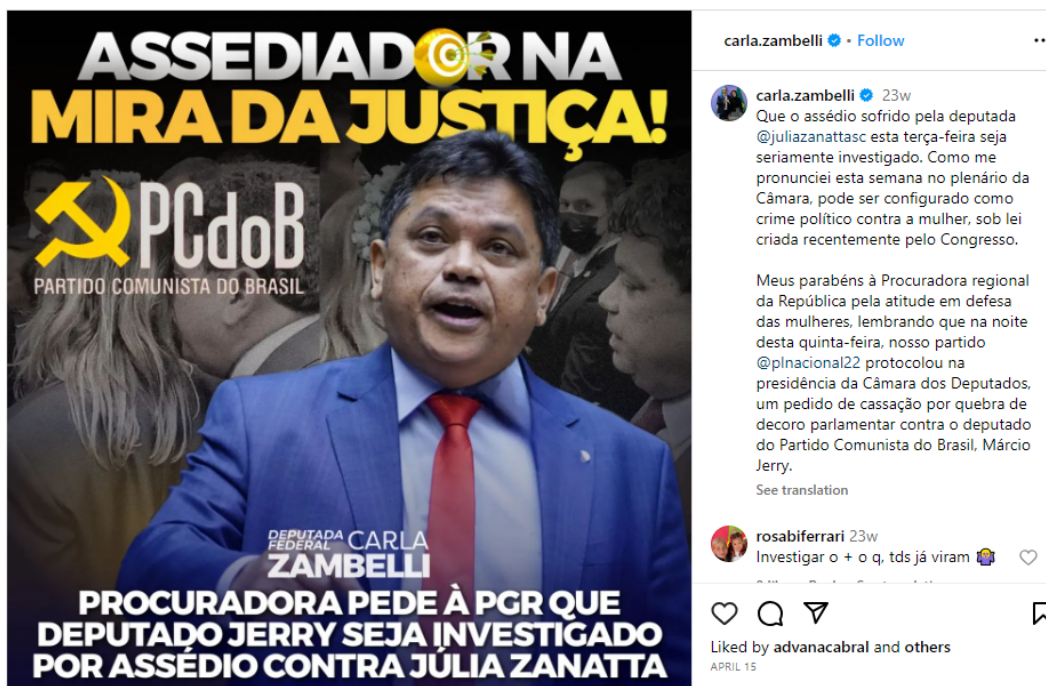 ASSEDIADOR NA
MIRA DA JUSTIÇA!
PCdoB
PARTIDO COMUNISTA DO BRASIL
DEPUTADA
FEDERAL CARLA
ZAMBELLI
PROCURADORA PEDE À PGR QUE
DEPUTADO JERRY SEJA INVESTIGADO
POR ASSÉDIO CONTRA JÚLIA ZANATTA
carla.zambelli • Follow
carla.zambelli 23w
Que o assédio sofrido pela deputada
@juliazanattasc esta terça-feira seja
seriamente investigado. Como me
pronunciei esta semana no plenário da
Câmara, pode ser configurado como
crime político contra a mulher, sob lei
criada recentemente pelo Congresso.
Meus parabéns à Procuradora regional
da República pela atitude em defesa
das mulheres, lembrando que na noite
desta quinta-feira, nosso partido
@plnacional22 protocolou na
presidência da Câmara dos Deputados,
um pedido de cassação por quebra de
decoro parlamentar contra o deputado
do Partido Comunista do Brasil, Márcio
Jerry.
See translation
rosabiferrari 23w
Investigar o + o q, tds já viram 🤷‍♀️
Liked by advanacabral and others
APRIL 15